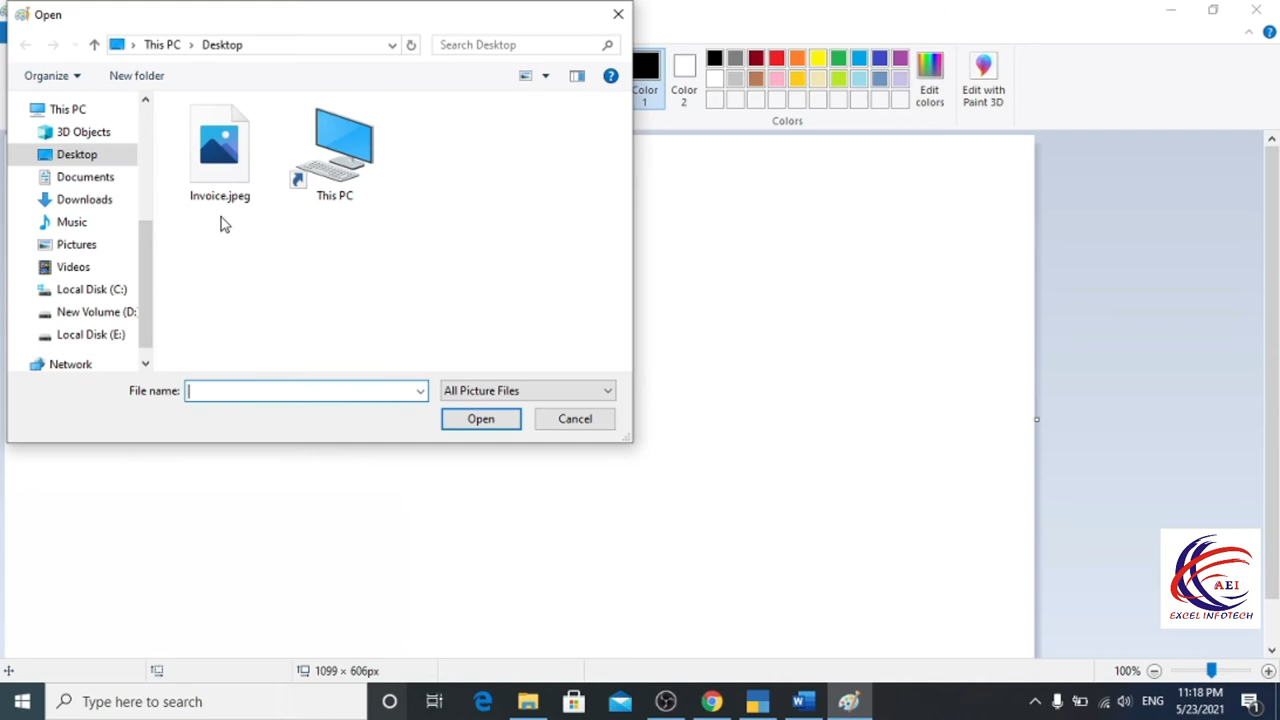 Open
This PC
Desktop
Search Desktop
Organize
New folder
This PC
3D Objects
Desktop
Documents
Downloads
Music
Pictures
Videos
Local Disk (C:)
New Volume (D:
Local Disk (E:)
Network
Invoice.jpeg
This PC
File name:
All Picture Files
Open
Cancel
Color
1
Color
2
Edit
colors
Edit with
Paint 3D
Colors
AEI
EXCEL INFOTECH
1099 × 606px
100%
Type here to search
ENG
11:18 PM
5/23/2021
1